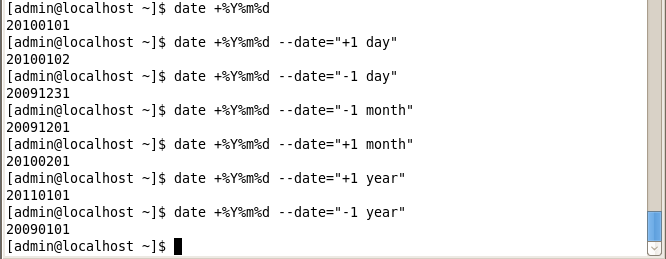 [admin@localhost ~]$ date +%Y%m%d
20100101
[admin@localhost ~]$ date +%Y%m%d --date="+1 day"
20100102
[admin@localhost ~]$ date +%Y%m%d --date="-1 day"
20091231
[admin@localhost ~]$ date +%Y%m%d --date="-1 month"
20091201
[admin@localhost ~]$ date +%Y%m%d --date="+1 month"
20100201
[admin@localhost ~]$ date +%Y%m%d --date="+1 year"
20110101
[admin@localhost ~]$ date +%Y%m%d --date="-1 year"
20090101
[admin@localhost ~]$